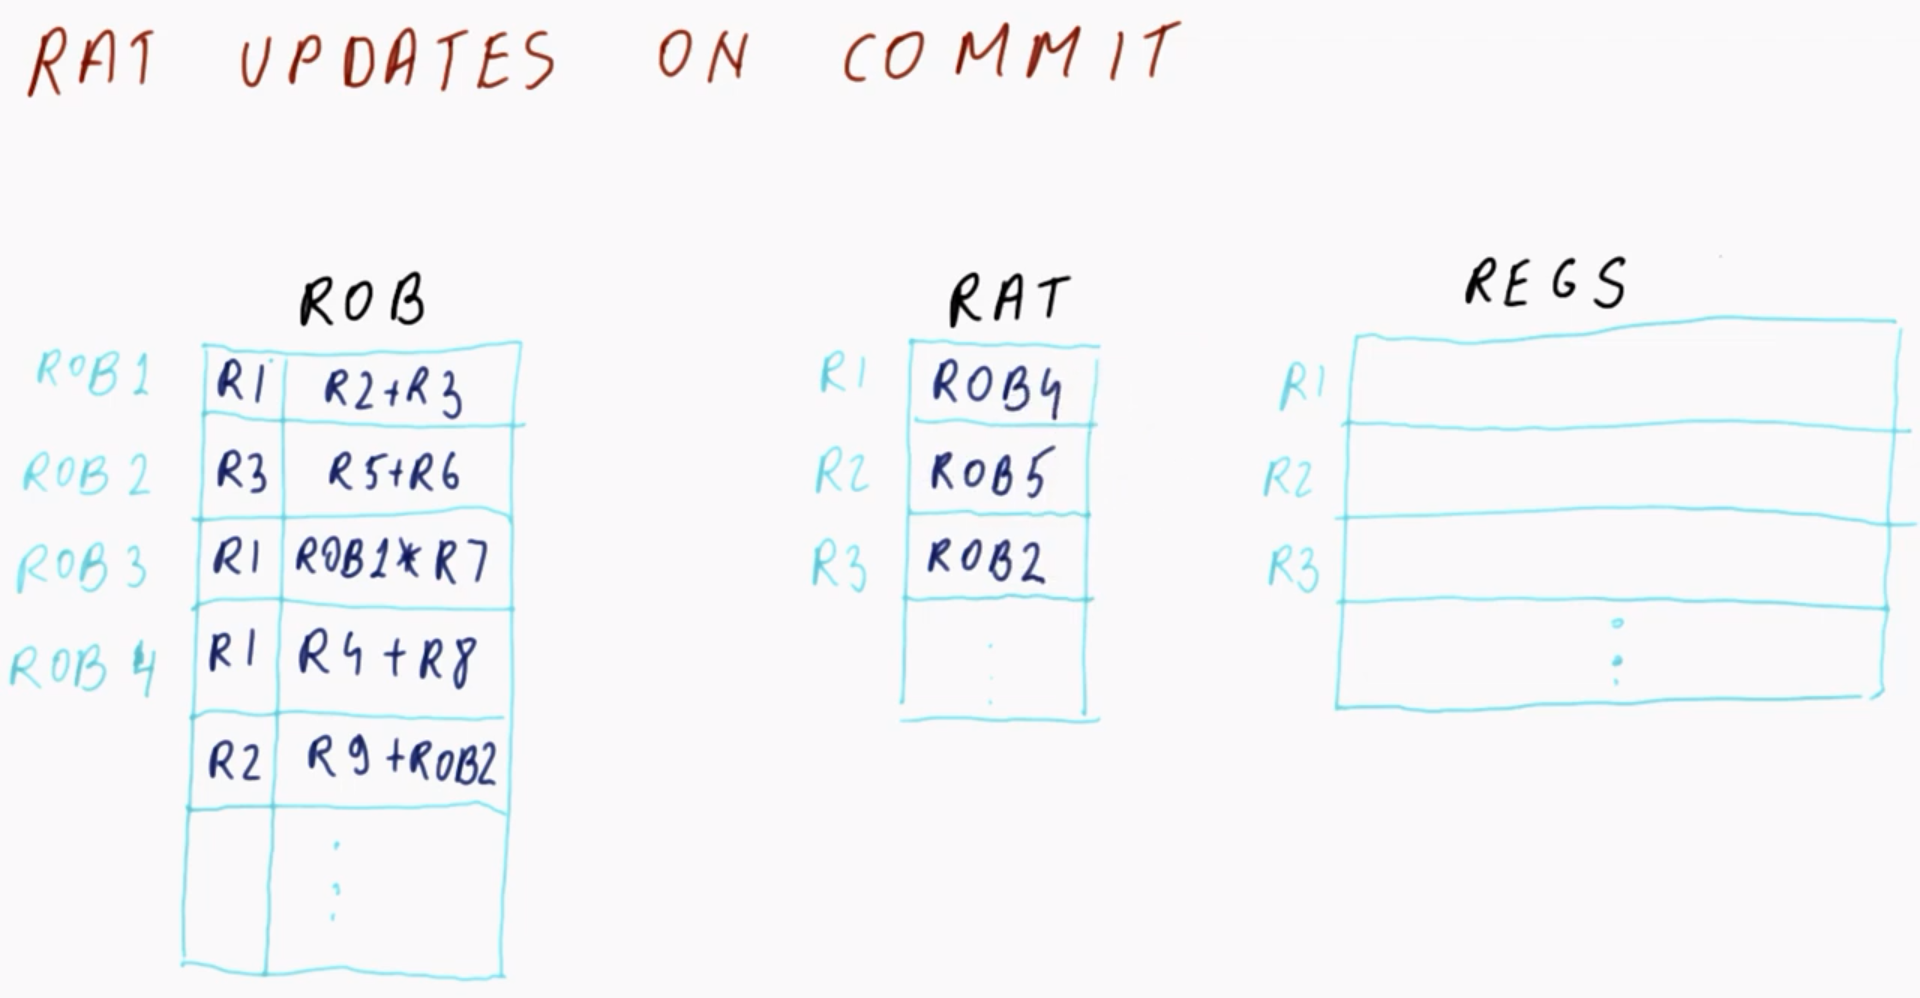 RAT UPDATES ON COMMIT
ROB RAT REGS
ROB1 R1 R2+R3 R1 ROB4 R1
ROB2 R3 R5+R6 R2 ROB5 R2
ROB3 R1 ROB1*R7 R3 ROB2 R3
ROB4 R1 R4+R8
R2 R9+ROB2